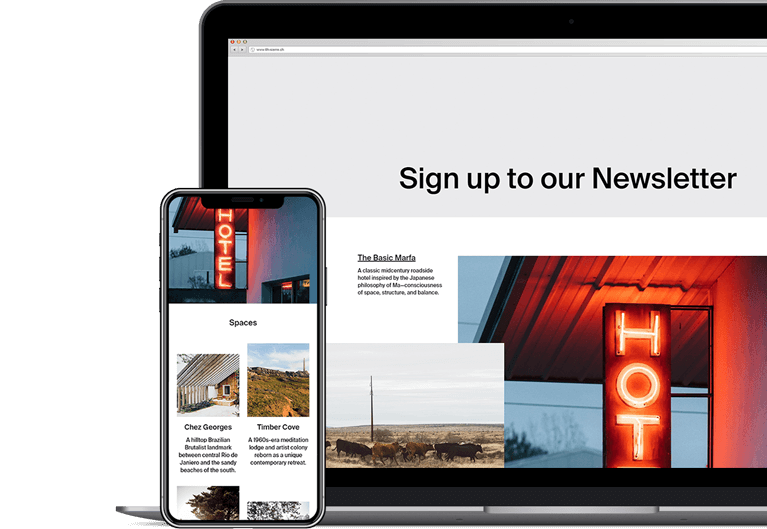 Sign up to our Newsletter
The Basic Marfa
A classic midcentury roadside
hotel inspired by the Japanese
philosophy of Ma—consciousness
of space, structure, and balance.
HOT
HOTEL
Spaces
Chez Georges
A hilltop Brazilian
Brutalist landmark
between central Rio de
Janiero and the sandy
beaches of the south.
Timber Cove
A 1960s-era meditation
lodge and artist colony
reborn as a unique
contemporary retreat.